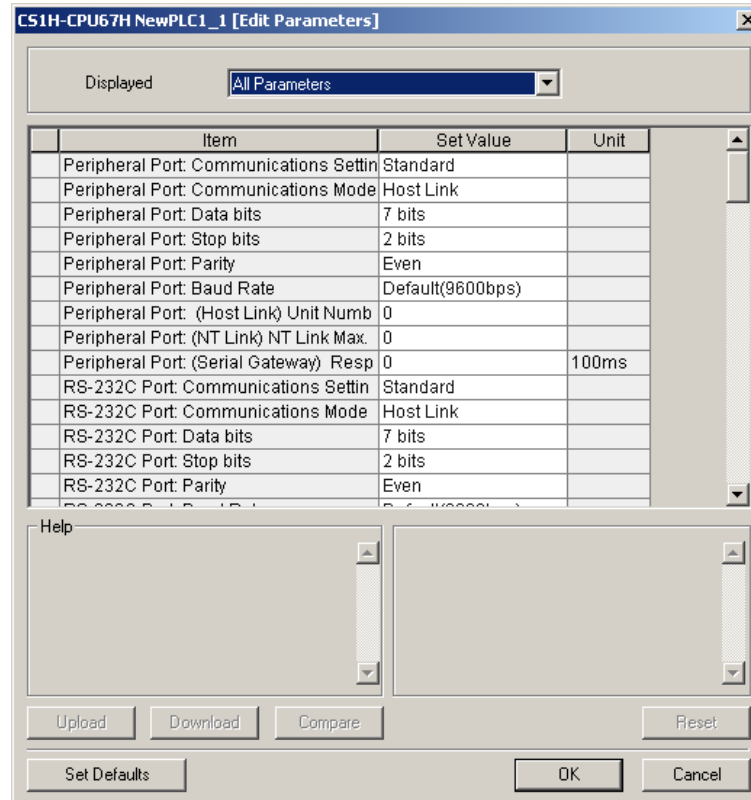 CS1H-CPU67H NewPLC1_1 [Edit Parameters]
Displayed All Parameters
Item Set Value Unit
Peripheral Port: Communications Settin Standard
Peripheral Port: Communications Mode Host Link
Peripheral Port: Data bits 7 bits
Peripheral Port: Stop bits 2 bits
Peripheral Port: Parity Even
Peripheral Port: Baud Rate Default(9600bps)
Peripheral Port: (Host Link) Unit Numb 0
Peripheral Port: (NT Link) NT Link Max. 0
Peripheral Port: (Serial Gateway) Resp 0 100ms
RS-232C Port: Communications Settin Standard
RS-232C Port: Communications Mode Host Link
RS-232C Port: Data bits 7 bits
RS-232C Port: Stop bits 2 bits
RS-232C Port: Parity Even
Help
Upload Download Compare Reset
Set Defaults OK Cancel